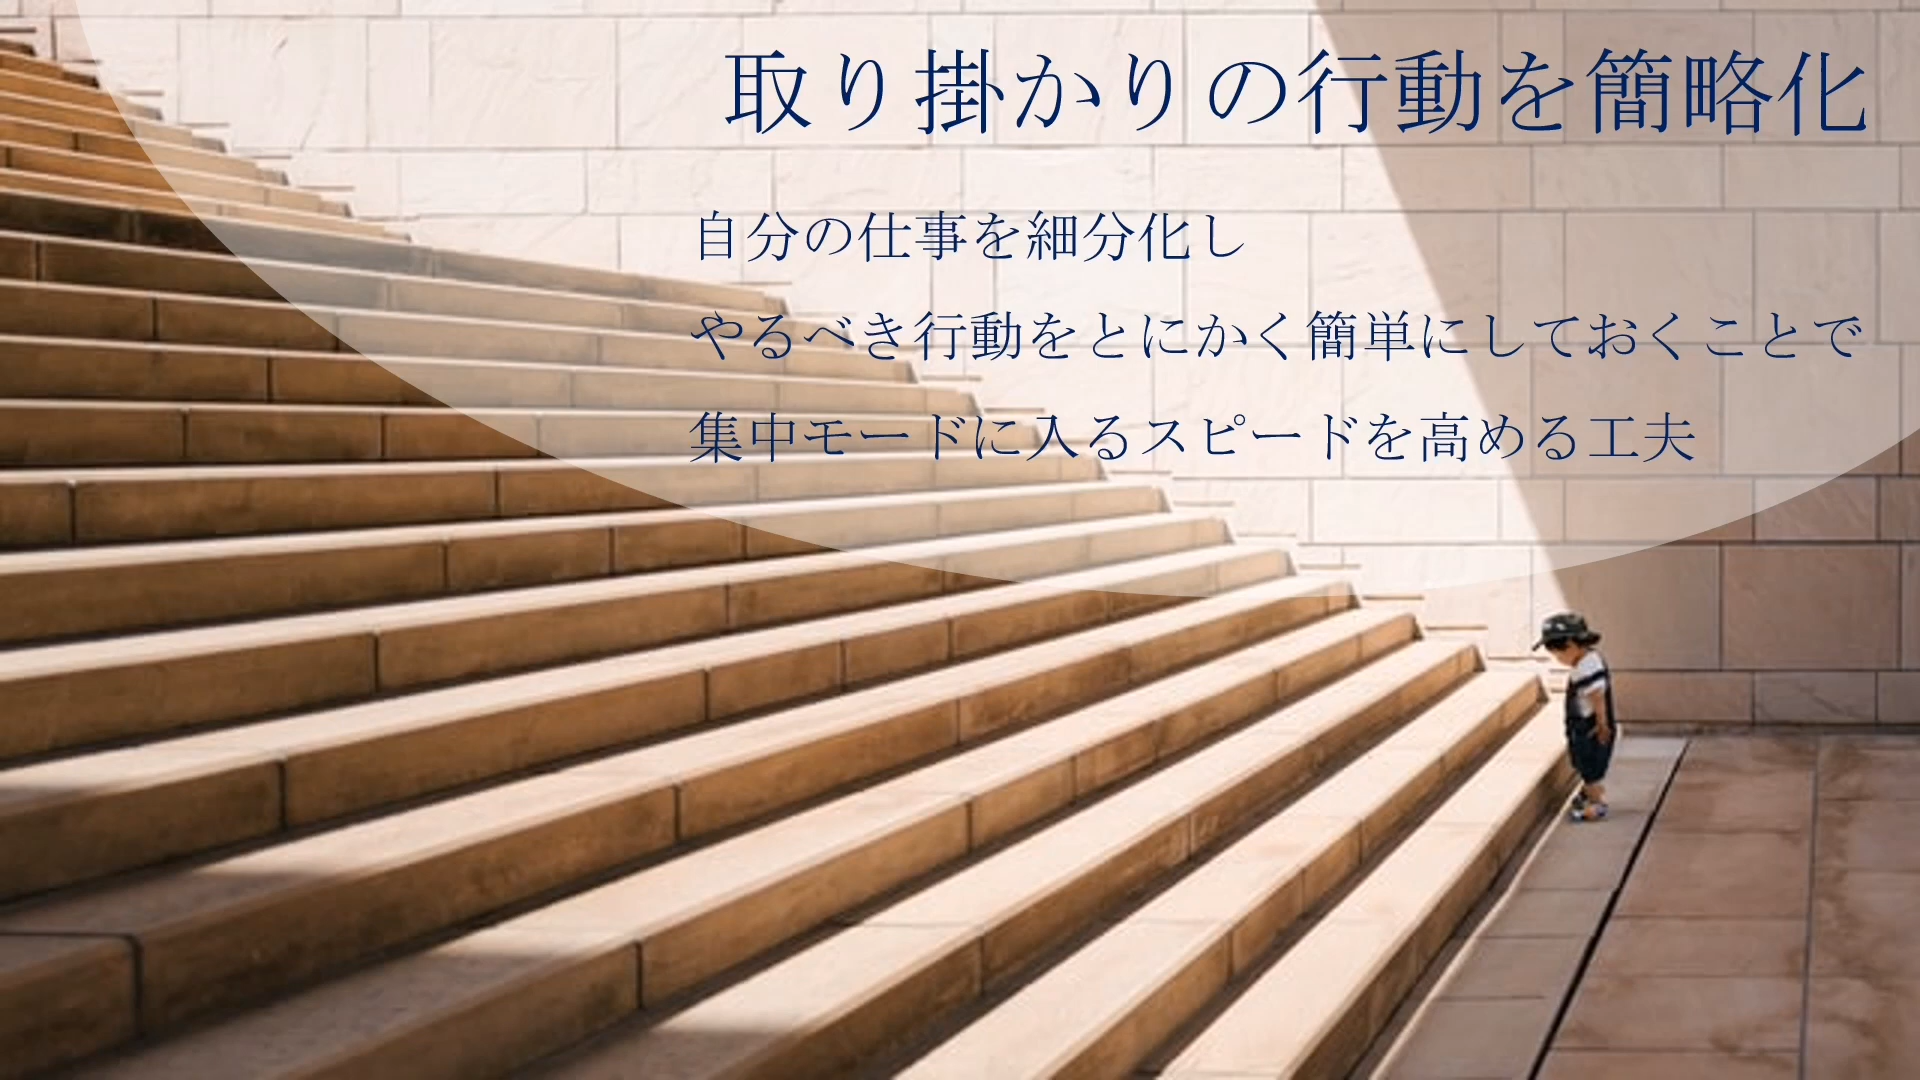 取り掛かりの行動を簡略化
自分の仕事を細分化し
やるべき行動をとにかく簡単にしておくことで
集中モードに入るスピードを高める工夫